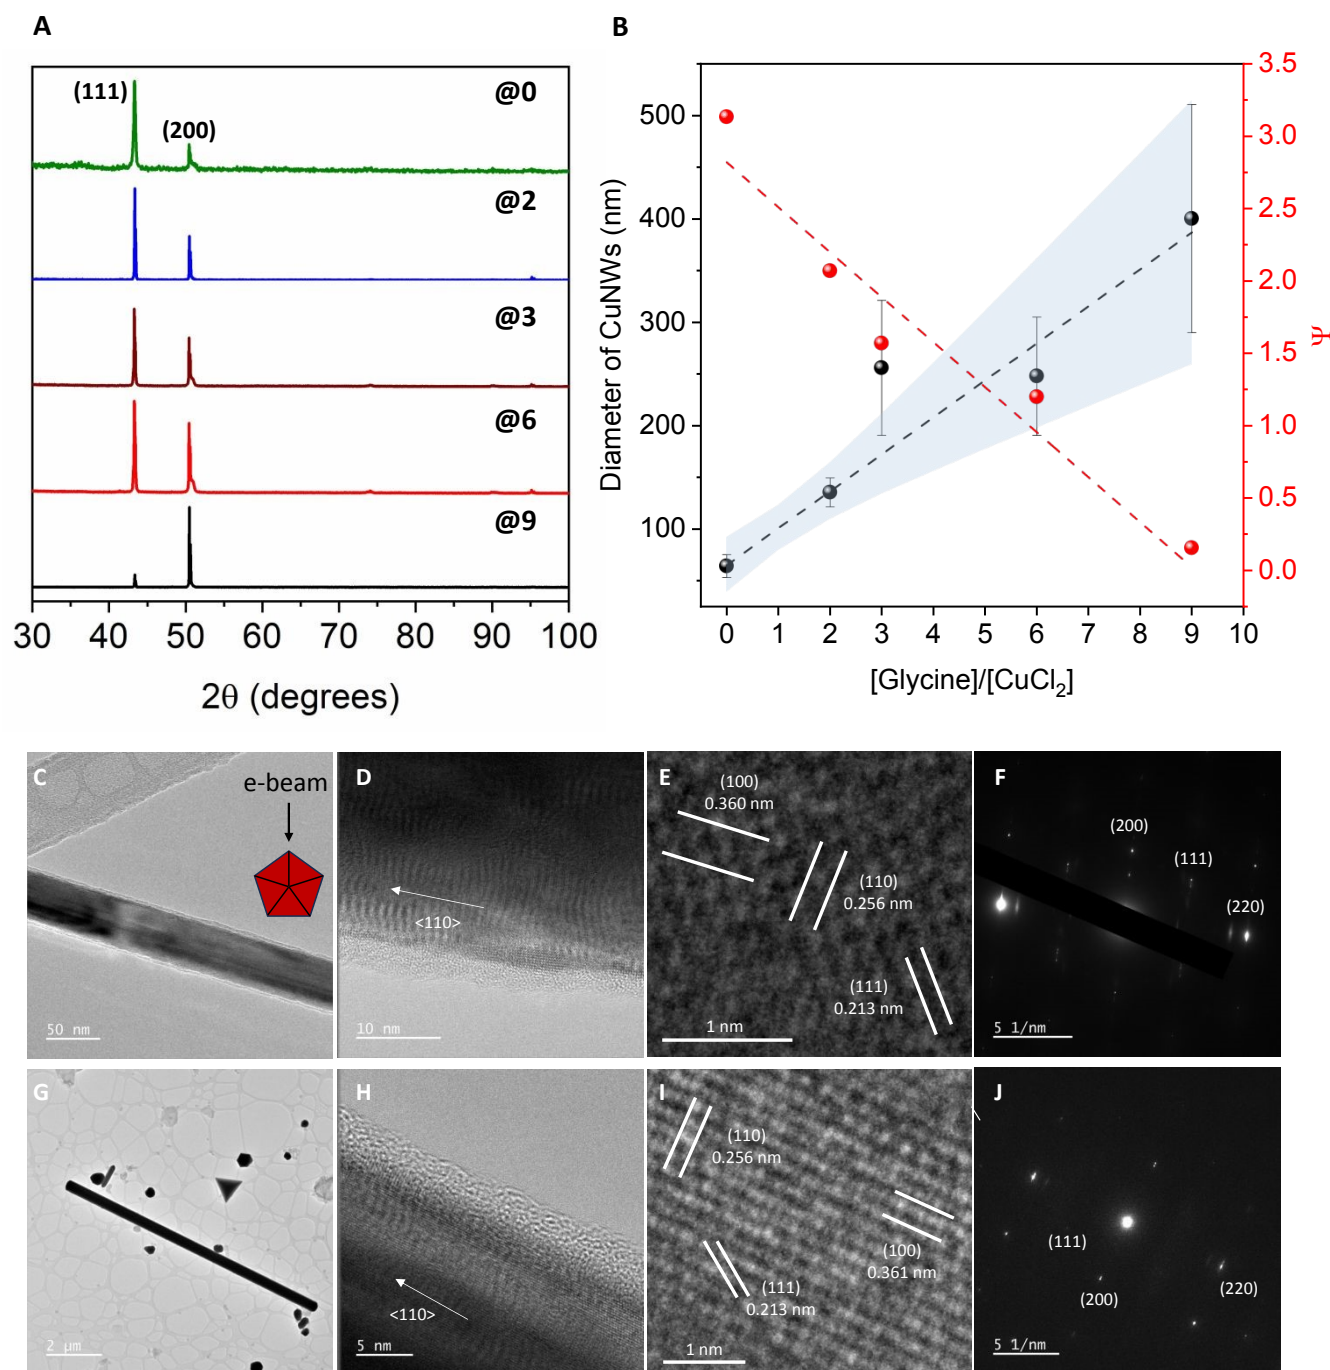 A
(111)
(200)
@0
@2
@3
@6
@9
30 40 50 60 70 80 90 100
2θ (degrees)
B
500
400
300
200
100
Diameter of CuNWs (nm)
3.5
3.0
2.5
2.0
1.5
1.0
0.5
0.0
Ψ
0 1 2 3 4 5 6 7 8 9 10
[Glycine]/[CuCl₂]
C
e-beam
50 nm
D
<110>
10 nm
E
(100)
0.360 nm
(110)
0.256 nm
(111)
0.213 nm
1 nm
F
(200)
(111)
(220)
5 1/nm
G
2 μm
H
<110>
5 nm
I
(110)
0.256 nm
(100)
0.361 nm
(111)
0.213 nm
1 nm
J
(111)
(200)
(220)
5 1/nm